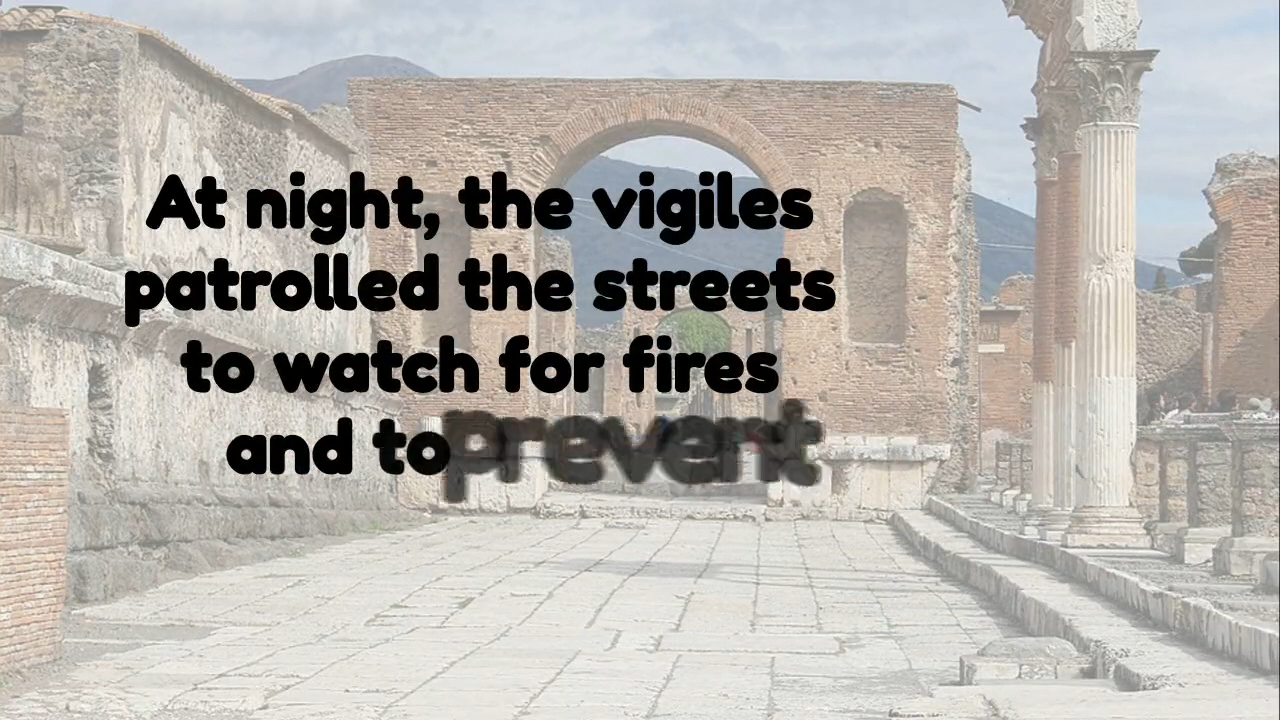 At night, the vigiles
patrolled the streets
to watch for fires
and to prevent